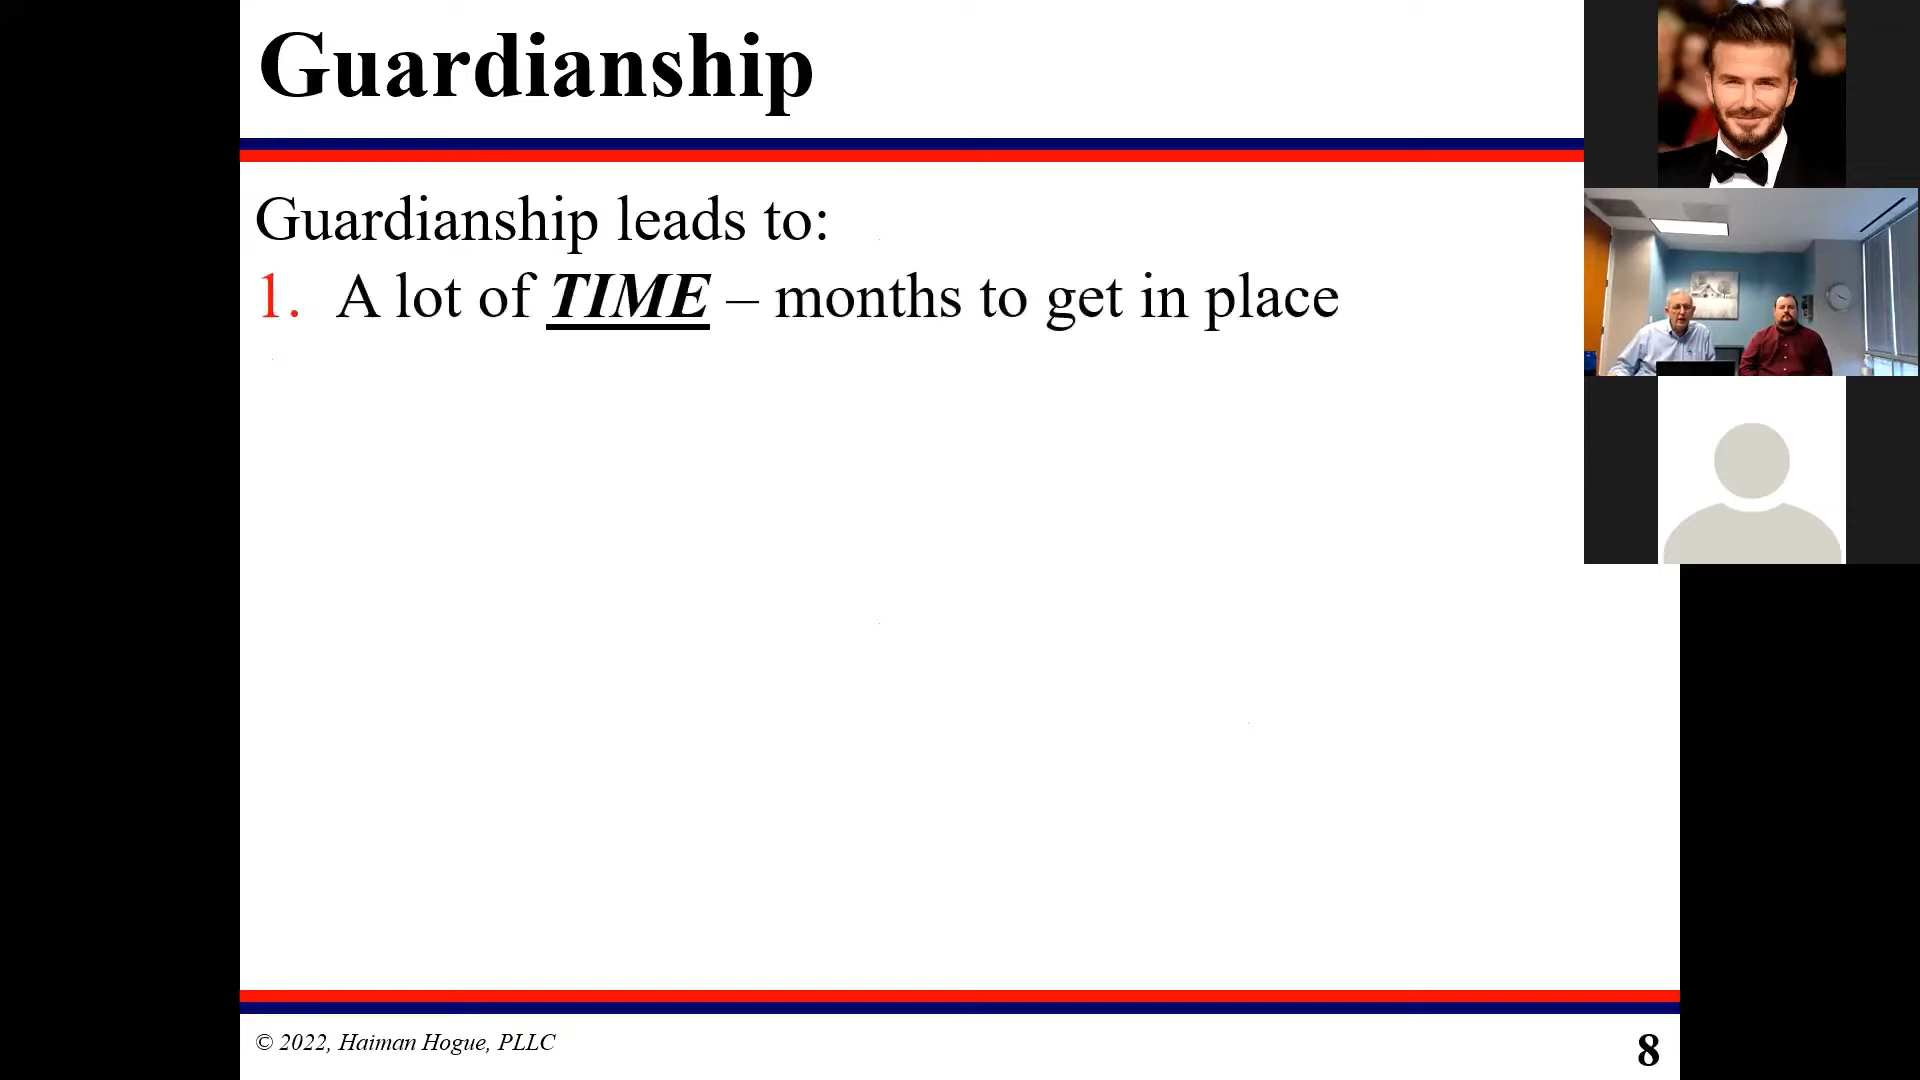 Guardianship
Guardianship leads to:
1. A lot of TIME – months to get in place
© 2022, Haiman Hogue, PLLC
8